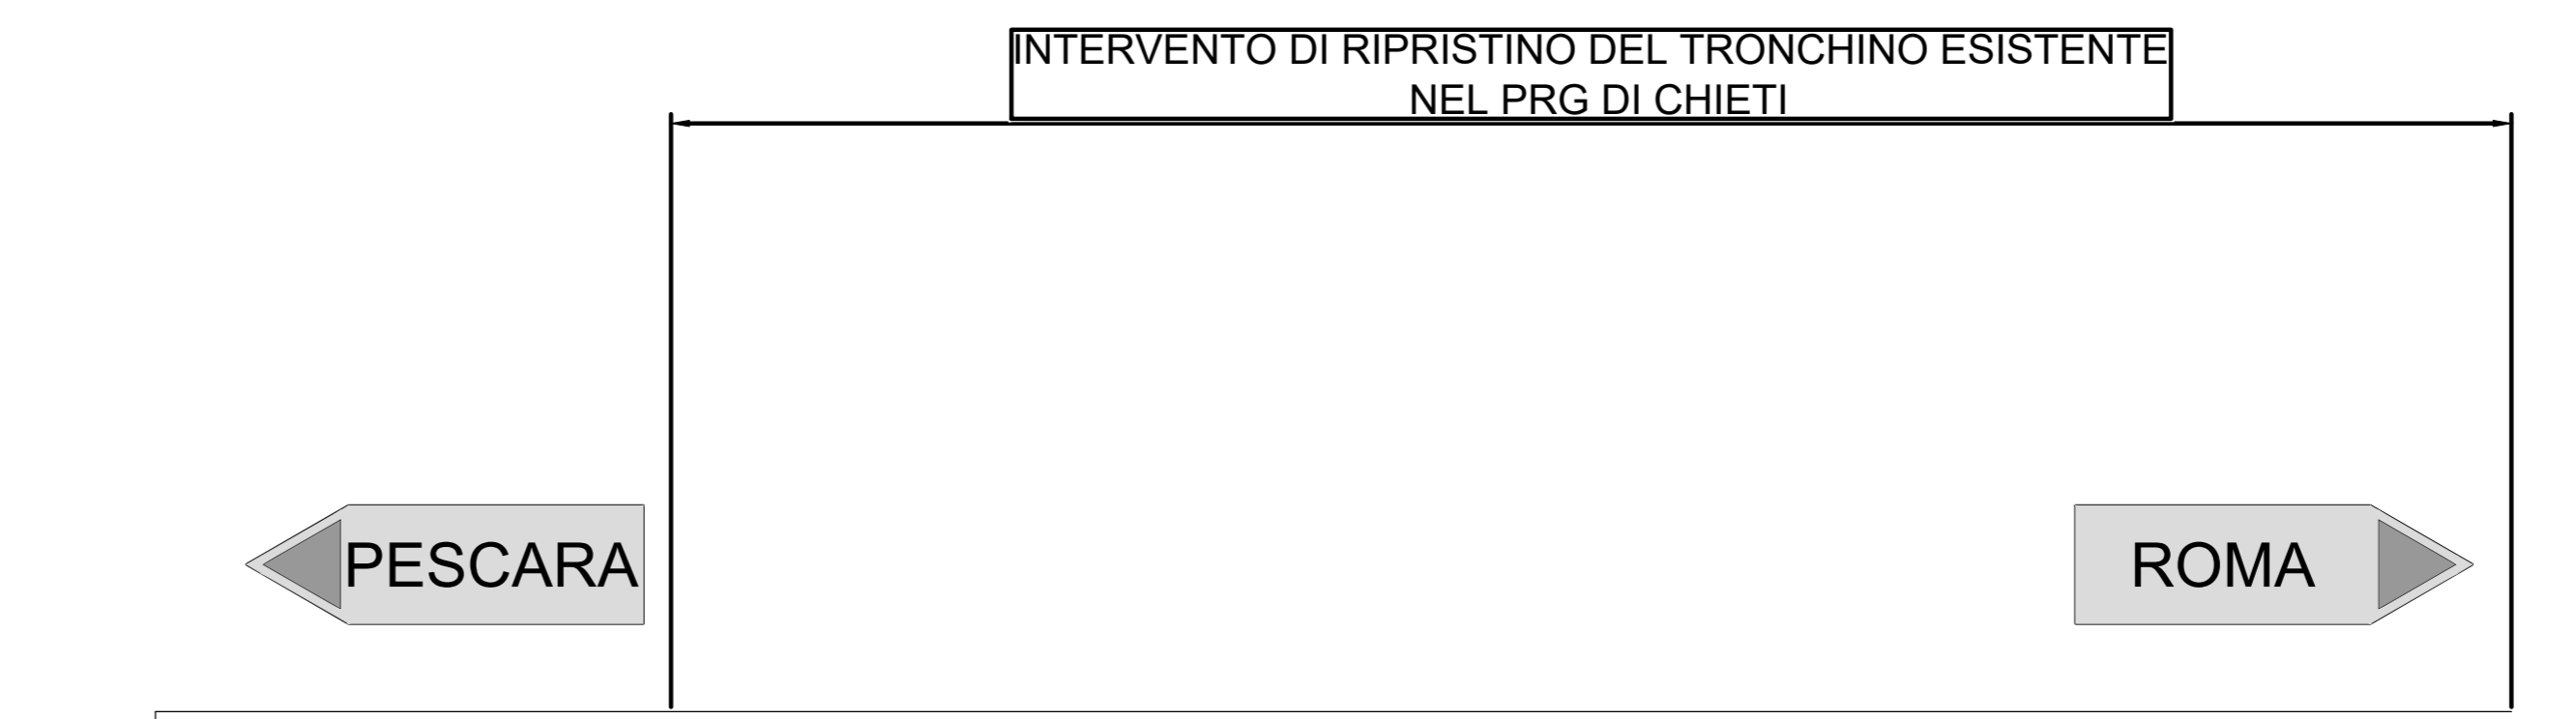 INTERVENTO DI RIPRISTINO DEL TRONCHINO ESISTENTE
NEL PRG DI CHIETI
PESCARA
ROMA